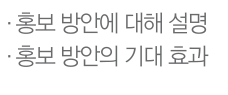 · 홍보 방안에 대해 설명
· 홍보 방안의 기대 효과